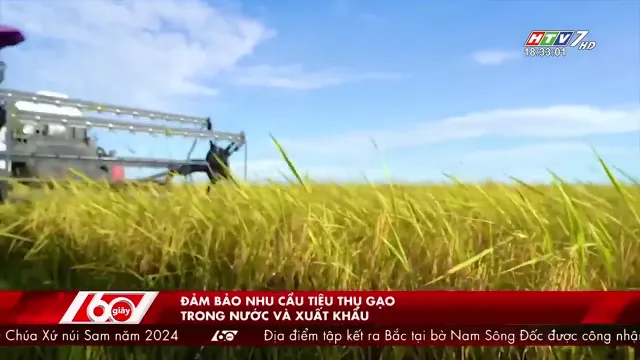 HTV7 HD
18:33:01
60 giây
ĐẢM BẢO NHU CẦU TIÊU THỤ GẠO
TRONG NƯỚC VÀ XUẤT KHẨU
Chúa Xứ núi Sam năm 2024 60 Địa điểm tập kết ra Bắc tại bờ Nam Sông Đốc được công nhậ